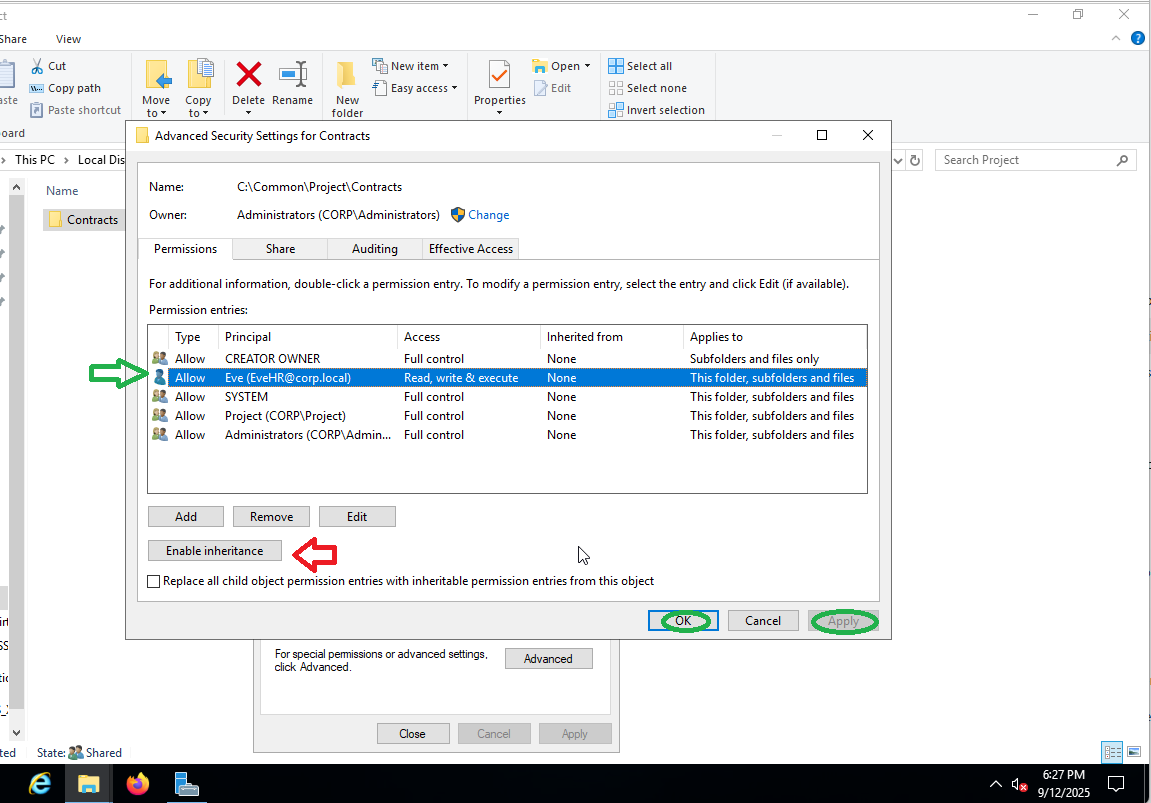 Share View
Cut
Copy path
Paste shortcut
Move to
Copy to
Delete
Rename
New folder
New item
Easy access
Properties
Open
Edit
Select all
Select none
Invert selection
This PC
Local Dis
Search Project
Name
Contracts
Advanced Security Settings for Contracts
Name: C:\Common\Project\Contracts
Owner: Administrators (CORP\Administrators) Change
Permissions Share Auditing Effective Access
For additional information, double-click a permission entry. To modify a permission entry, select the entry and click Edit (if available).
Permission entries:
Type Principal Access Inherited from Applies to
Allow CREATOR OWNER Full control None Subfolders and files only
Allow Eve (EveHR@corp.local) Read, write & execute None This folder, subfolders and files
Allow SYSTEM Full control None This folder, subfolders and files
Allow Project (CORP\Project) Full control None This folder, subfolders and files
Allow Administrators (CORP\Admin... Full control None This folder, subfolders and files
Add Remove Edit
Enable inheritance
Replace all child object permission entries with inheritable permission entries from this object
OK Cancel Apply
For special permissions or advanced settings,
click Advanced.
Advanced
Close Cancel Apply
State: Shared
6:27 PM
9/12/2025